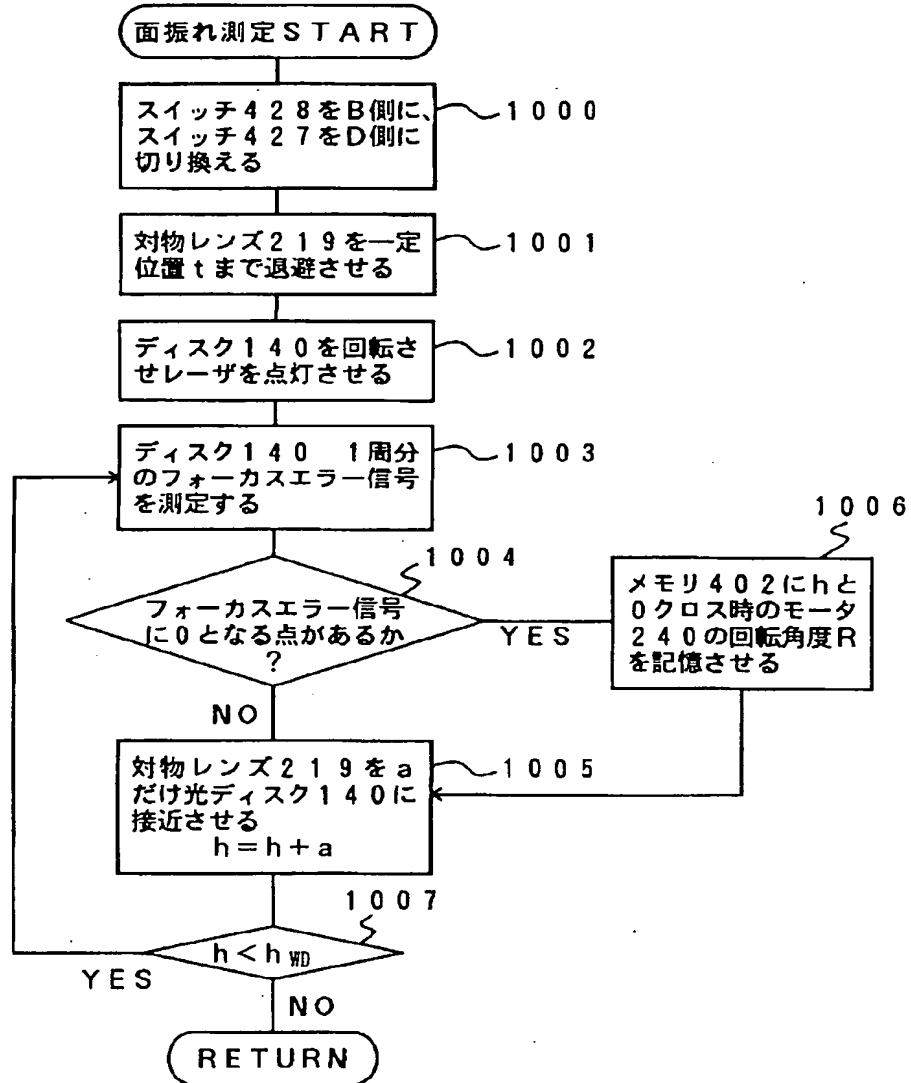 面振れ測定START
スイッチ428をB側に、
スイッチ427をD側に
切り換える
1000
対物レンズ219を一定
位置tまで退避させる
1001
ディスク140を回転さ
せレーザを点灯させる
1002
ディスク140 1周分
のフォーカスエラー信号
を測定する
1003
1004
フォーカスエラー信号
に0となる点があるか
?
YES
1006
メモリ402にhと
0クロス時のモータ
240の回転角度R
を記憶させる
NO
対物レンズ219をa
だけ光ディスク140に
接近させる
h=h+a
1005
1007
h<hWD
YES
NO
RETURN